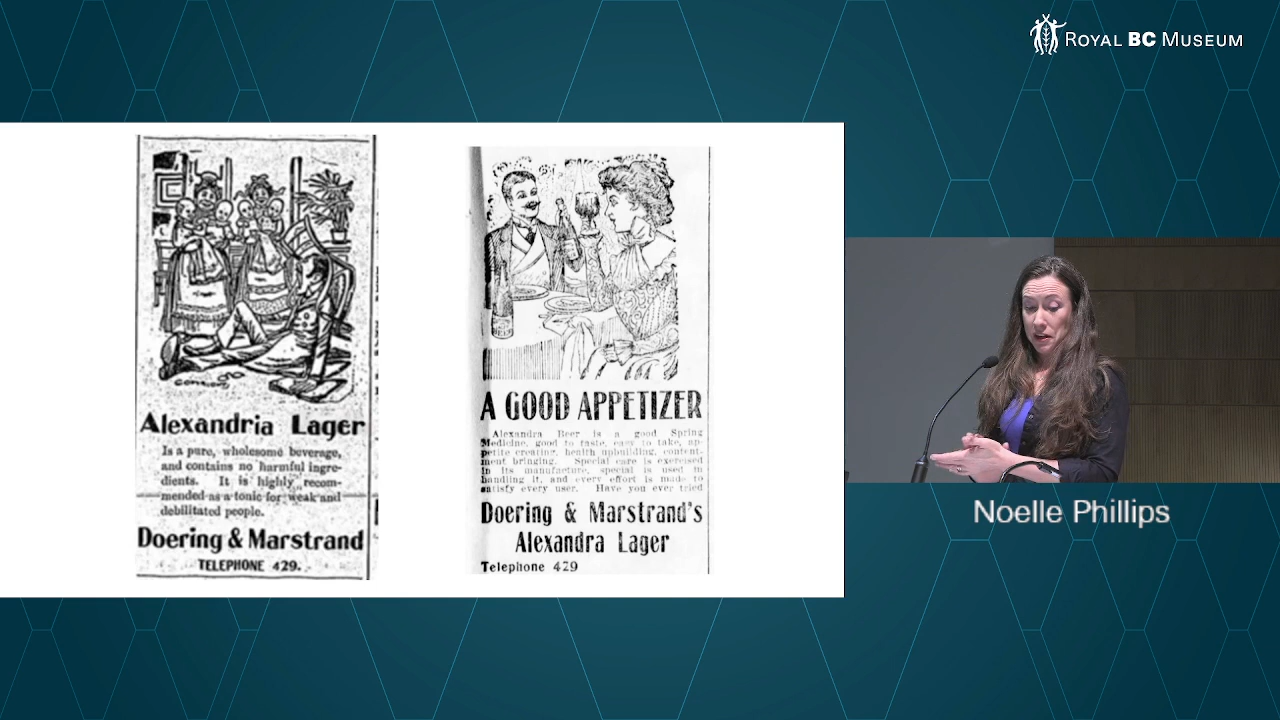 ROYAL BC MUSEUM
Alexandria Lager
Is a pure, wholesome beverage,
and contains no harmful ingre-
dients. It is highly recom-
mended as a tonic for weak and
debilitated people.
Doering & Marstrand
TELEPHONE 429.
A GOOD APPETIZER
Alexandra Beer is a good Spring
Medicine, good to taste, easy to take, ap-
petite creating, health upbuilding, content-
ment bringing. Special care is exercised
in its manufacture, special is used in
handling it, and every effort is made to
satisfy every user. Have you ever tried
Doering & Marstrand's
Alexandra Lager
Telephone 429
Noelle Phillips